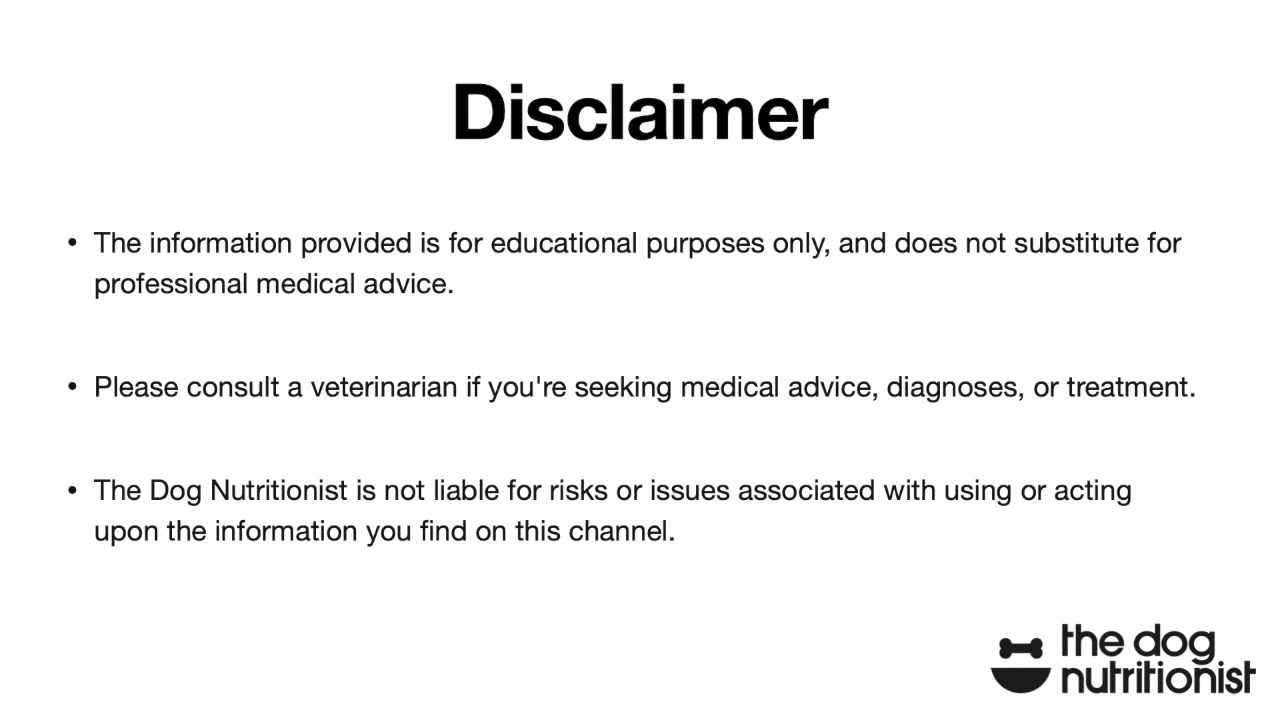 Disclaimer
• The information provided is for educational purposes only, and does not substitute for
professional medical advice.
• Please consult a veterinarian if you're seeking medical advice, diagnoses, or treatment.
• The Dog Nutritionist is not liable for risks or issues associated with using or acting
upon the information you find on this channel.
the dog
nutritionist